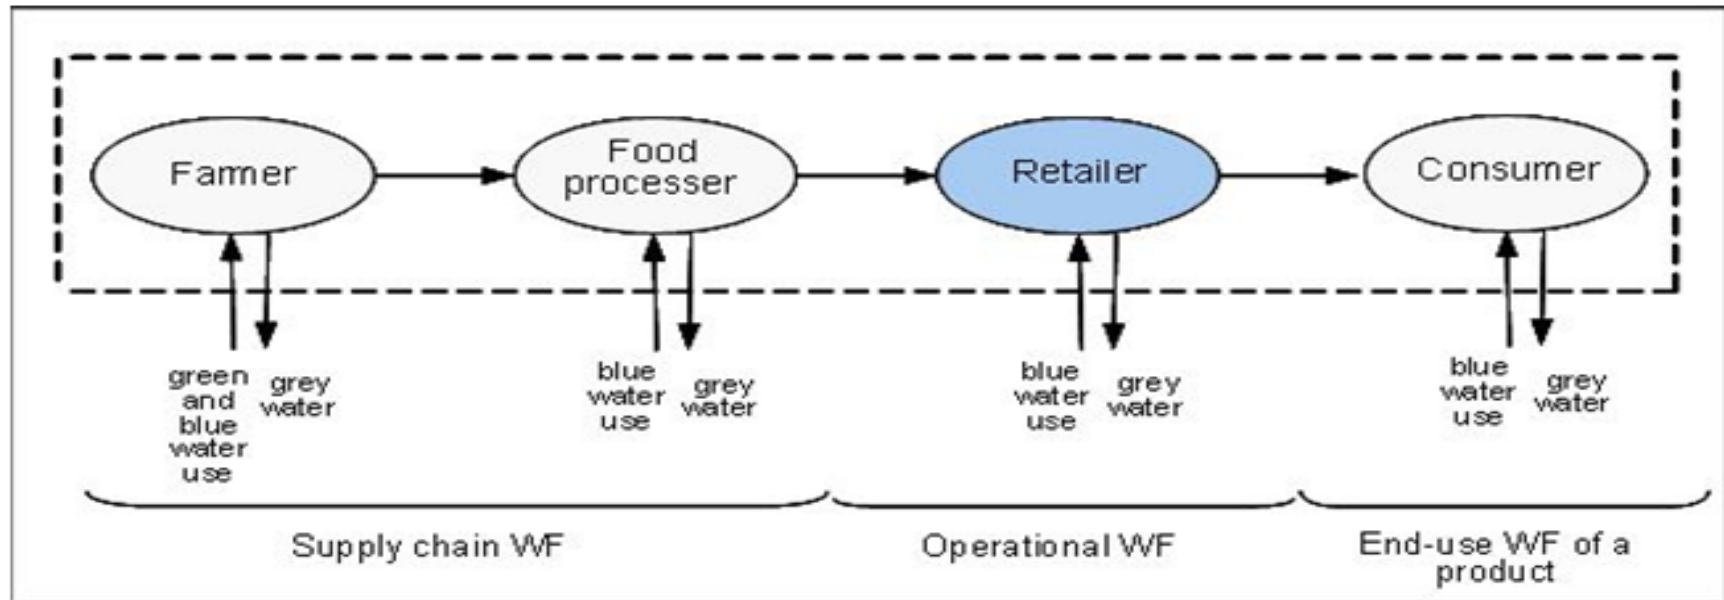 Farmer
Food
processer
Retailer
Consumer
green
and
blue
water
use
grey
water
blue
water
use
grey
water
blue
water
use
grey
water
blue
water
use
grey
water
Supply chain WF
Operational WF
End-use WF of a
product